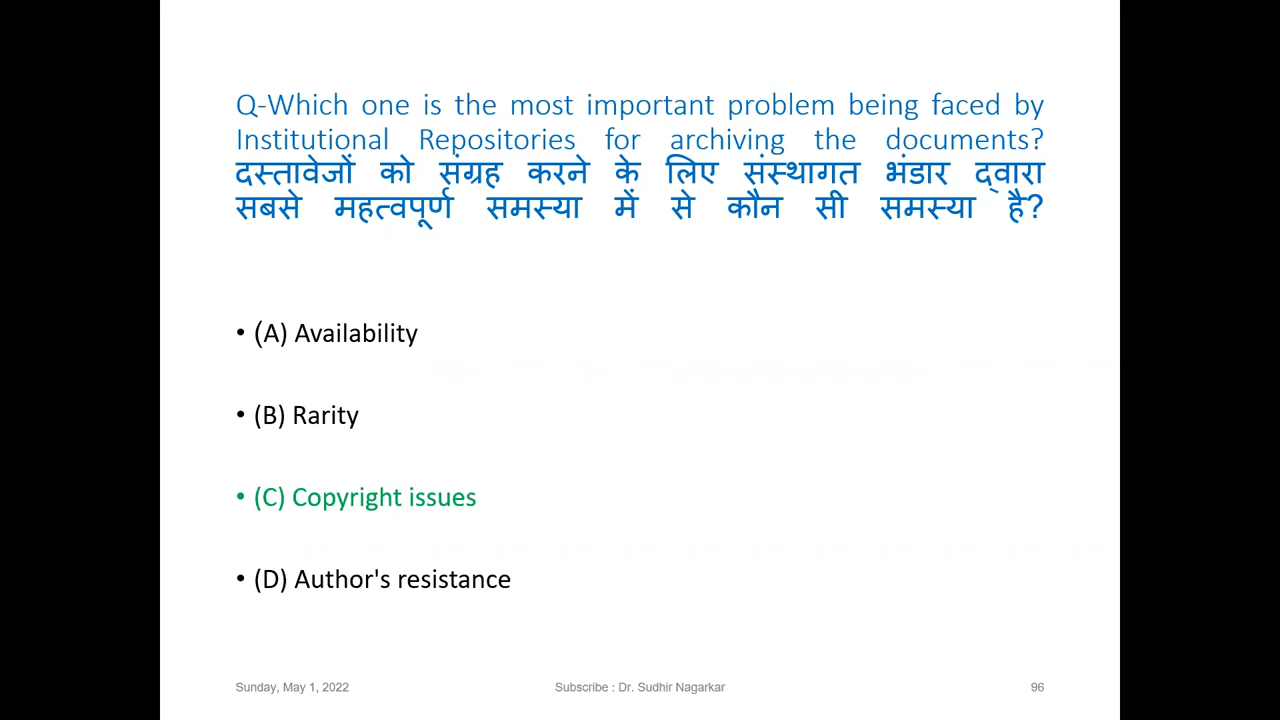 Q-Which one is the most important problem being faced by
Institutional Repositories for archiving the documents?
दस्तावेजों को संग्रह करने के लिए संस्थागत भंडार द्वारा
सबसे महत्वपूर्ण समस्या में से कौन सी समस्या है?
• (A) Availability
• (B) Rarity
• (C) Copyright issues
• (D) Author's resistance
Sunday, May 1, 2022 Subscribe : Dr. Sudhir Nagarkar 96